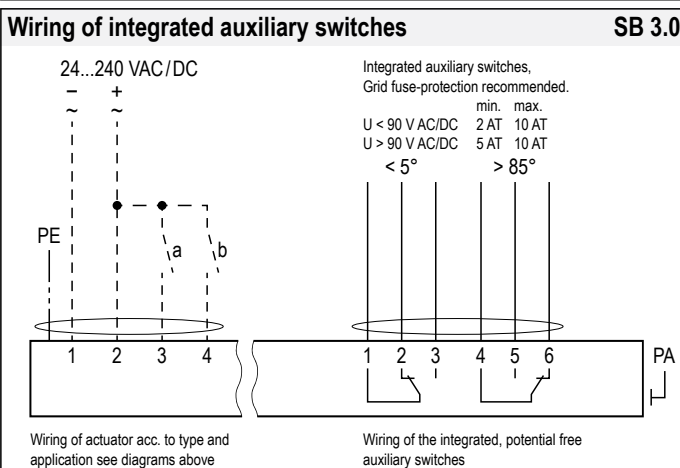 Wiring of integrated auxiliary switches SB 3.0
24...240 VAC/DC
– +
~ ~
Integrated auxiliary switches,
Grid fuse-protection recommended.
min. max.
U < 90 V AC/DC 2 AT 10 AT
U > 90 V AC/DC 5 AT 10 AT
< 5° > 85°
PE
a b
1 2 3 4 1 2 3 4 5 6 PA
Wiring of actuator acc. to type and
application see diagrams above
Wiring of the integrated, potential free
auxiliary switches